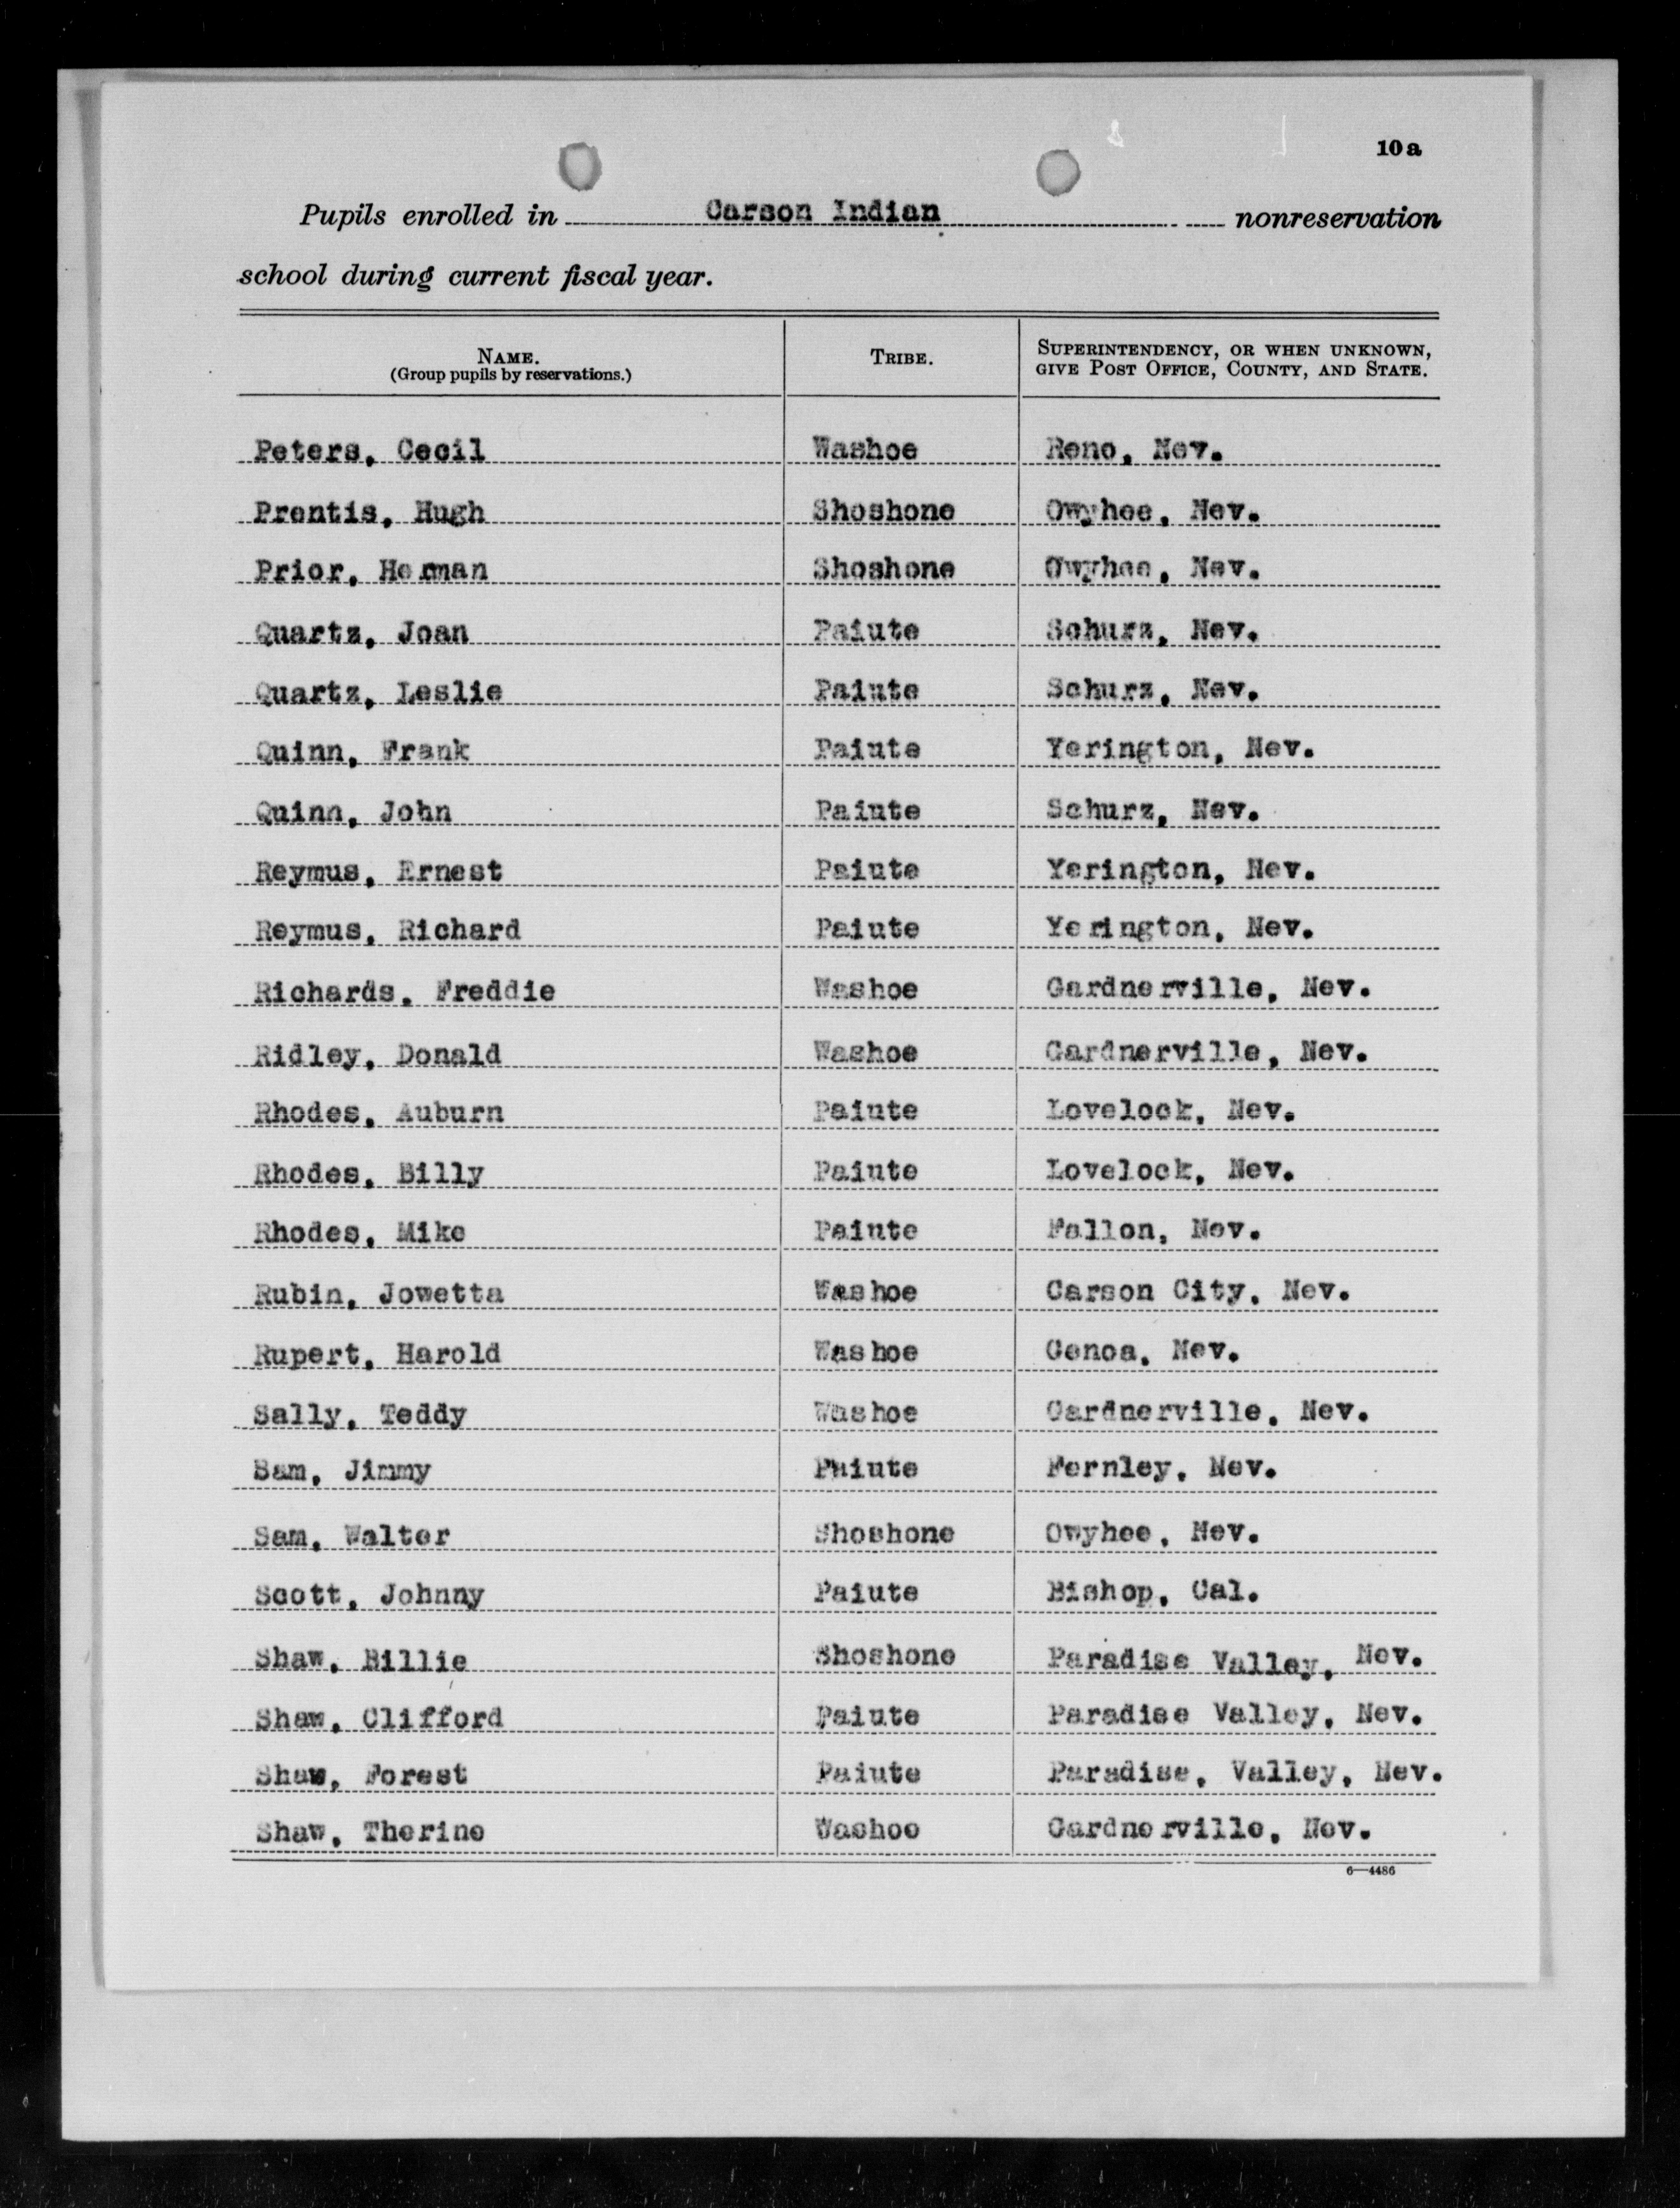 10a
Pupils enrolled in Carson Indian nonreservation
school during current fiscal year.
NAME. TRIBE. SUPERINTENDENCY, OR WHEN UNKNOWN,
(Group pupils by reservations.) GIVE POST OFFICE, COUNTY, AND STATE.
Peters, Cecil Washoe Reno, Nev.
Prentis, Hugh Shoshone Owyhee, Nev.
Prior, Herman Shoshone Owyhee, Nev.
Quartz, Joan Paiute Schurz, Nev.
Quartz, Leslie Paiute Schurz, Nev.
Quinn, Frank Paiute Yerington, Nev.
Quinn, John Paiute Schurz, Nev.
Reymus, Ernest Paiute Yerington, Nev.
Reymus, Richard Paiute Yerington, Nev.
Richards, Freddie Washoe Gardnerville, Nev.
Ridley, Donald Washoe Gardnerville, Nev.
Rhodes, Auburn Paiute Lovelock, Nev.
Rhodes, Billy Paiute Lovelock, Nev.
Rhodes, Mike Paiute Fallon, Nev.
Rubin, Jowetta Washoe Carson City, Nev.
Rupert, Harold Washoe Genoa, Nev.
Sally, Teddy Washoe Gardnerville, Nev.
Sam, Jimmy Paiute Fernley, Nev.
Sam, Walter Shoshone Owyhee, Nev.
Scott, Johnny Paiute Bishop, Cal.
Shaw, Billie Shoshone Paradise Valley, Nev.
Shaw, Clifford Paiute Paradise Valley, Nev.
Shaw, Forest Paiute Paradise, Valley, Nev.
Shaw, Therine Washoe Gardnerville, Nev.
6—4486